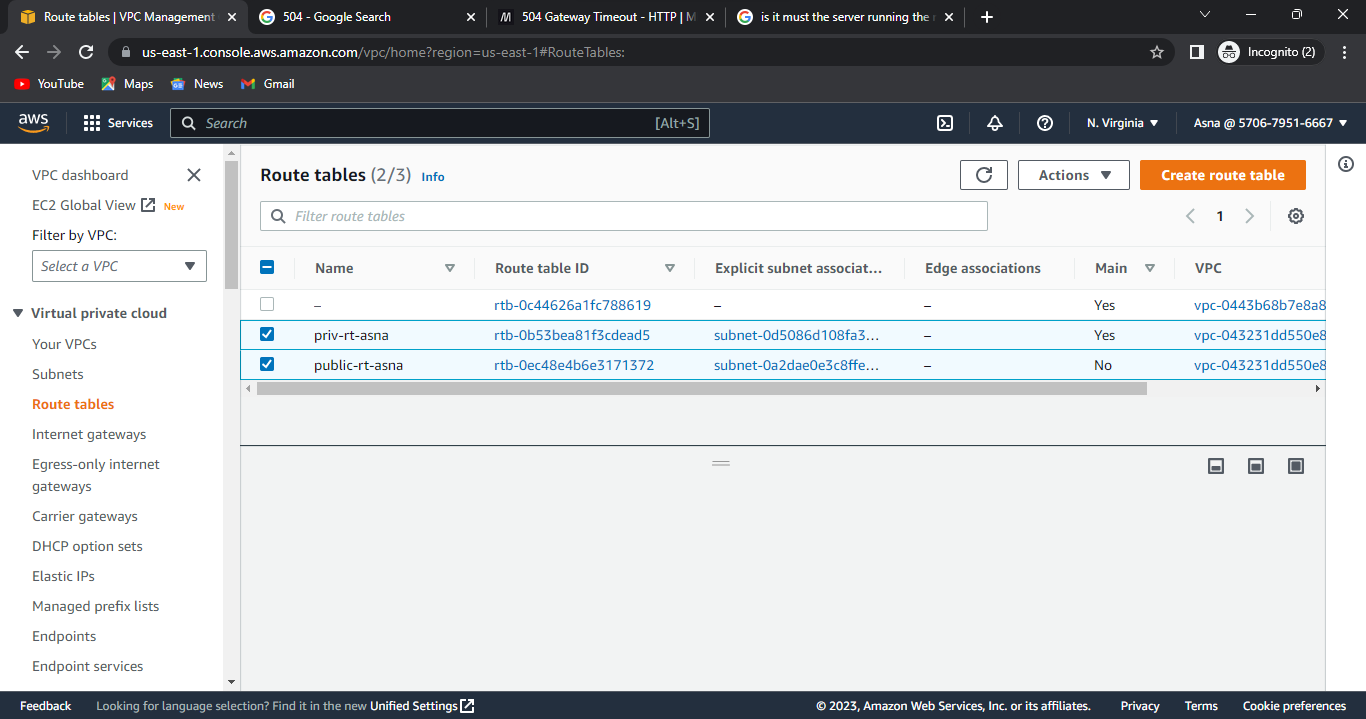 Route tables | VPC Management
504 - Google Search
504 Gateway Timeout - HTTP | M
is it must the server running the
us-east-1.console.aws.amazon.com/vpc/home?region=us-east-1#RouteTables:
Incognito (2)
YouTube
Maps
News
Gmail
aws
Services
Search
[Alt+S]
N. Virginia
Asna @ 5706-7951-6667
VPC dashboard
EC2 Global View
New
Filter by VPC:
Select a VPC
Virtual private cloud
Your VPCs
Subnets
Route tables
Internet gateways
Egress-only internet
gateways
Carrier gateways
DHCP option sets
Elastic IPs
Managed prefix lists
Endpoints
Endpoint services
Route tables (2/3) Info
Actions
Create route table
Filter route tables
1
Name Route table ID Explicit subnet associat... Edge associations Main VPC
– rtb-0c44626a1fc788619 – – Yes vpc-0443b68b7e8a8
priv-rt-asna rtb-0b53bea81f3cdead5 subnet-0d5086d108fa3... – Yes vpc-043231dd550e8
public-rt-asna rtb-0ec48e4b6e3171372 subnet-0a2dae0e3c8ffe... – No vpc-043231dd550e8
Feedback
Looking for language selection? Find it in the new Unified Settings
© 2023, Amazon Web Services, Inc. or its affiliates.
Privacy
Terms
Cookie preferences